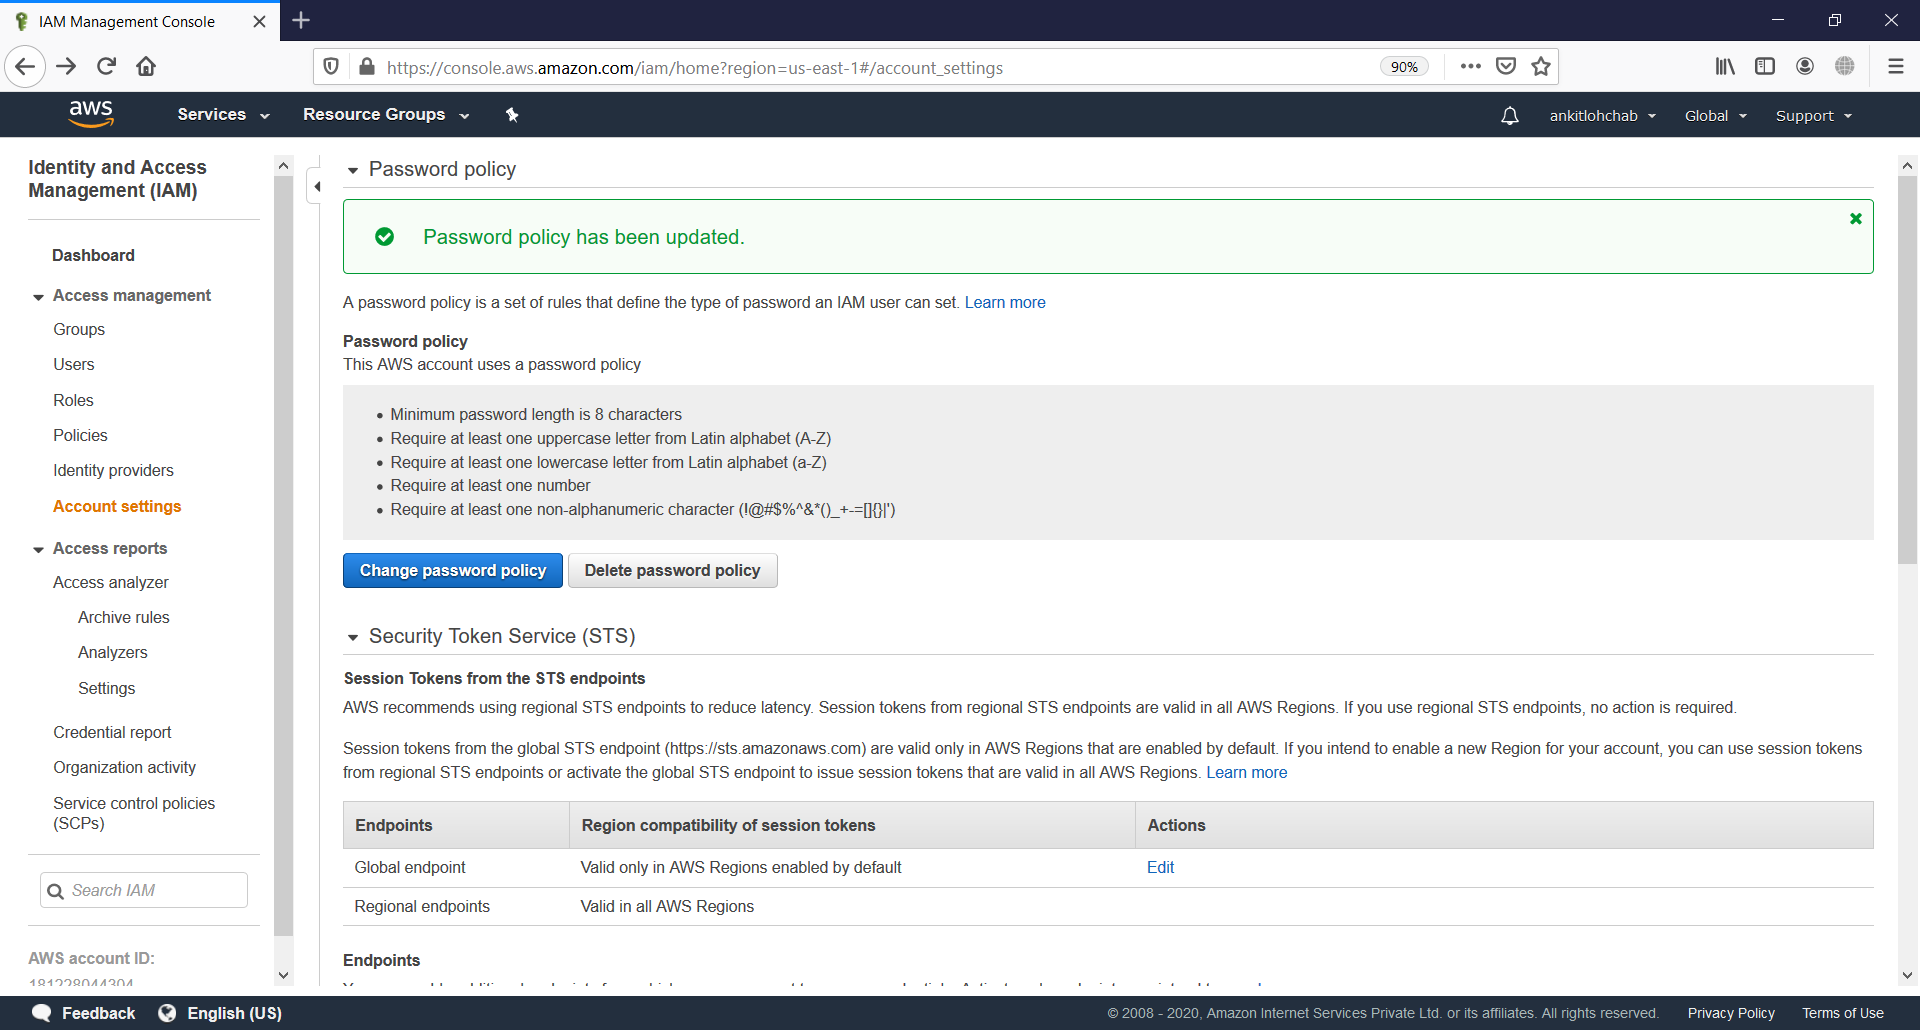 IAM Management Console
https://console.aws.amazon.com/iam/home?region=us-east-1#/account_settings
90%
aws
Services
Resource Groups
ankitlohchab
Global
Support
Identity and Access
Management (IAM)
Dashboard
Access management
Groups
Users
Roles
Policies
Identity providers
Account settings
Access reports
Access analyzer
Archive rules
Analyzers
Settings
Credential report
Organization activity
Service control policies
(SCPs)
Search IAM
AWS account ID:
181228044304
Password policy
Password policy has been updated.
A password policy is a set of rules that define the type of password an IAM user can set. Learn more
Password policy
This AWS account uses a password policy
• Minimum password length is 8 characters
• Require at least one uppercase letter from Latin alphabet (A-Z)
• Require at least one lowercase letter from Latin alphabet (a-Z)
• Require at least one number
• Require at least one non-alphanumeric character (!@#$%^&*()_+-=[]{}|')
Change password policy
Delete password policy
Security Token Service (STS)
Session Tokens from the STS endpoints
AWS recommends using regional STS endpoints to reduce latency. Session tokens from regional STS endpoints are valid in all AWS Regions. If you use regional STS endpoints, no action is required.
Session tokens from the global STS endpoint (https://sts.amazonaws.com) are valid only in AWS Regions that are enabled by default. If you intend to enable a new Region for your account, you can use session tokens
from regional STS endpoints or activate the global STS endpoint to issue session tokens that are valid in all AWS Regions. Learn more
Endpoints
Region compatibility of session tokens
Actions
Global endpoint
Valid only in AWS Regions enabled by default
Edit
Regional endpoints
Valid in all AWS Regions
Endpoints
Feedback
English (US)
© 2008 - 2020, Amazon Internet Services Private Ltd. or its affiliates. All rights reserved.
Privacy Policy
Terms of Use